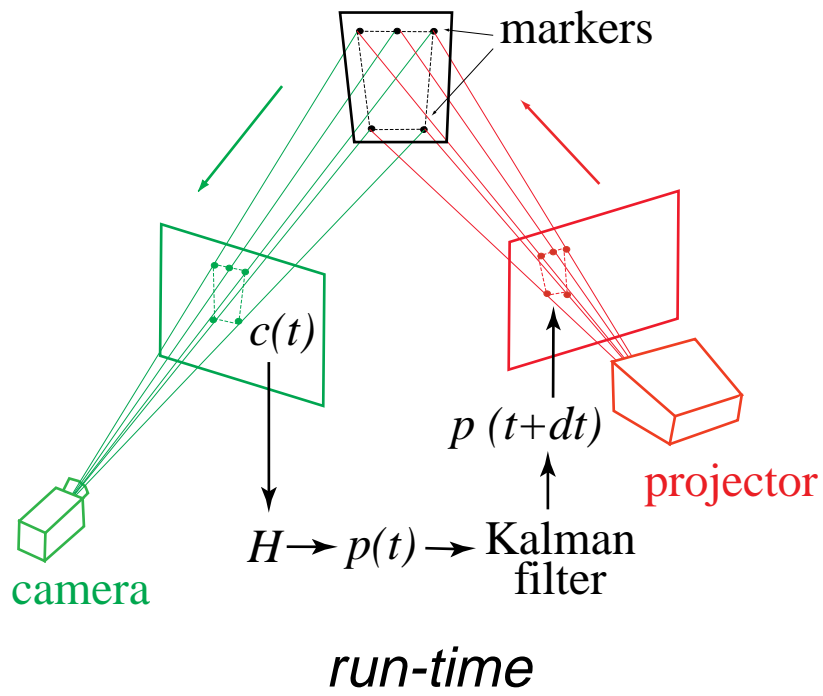 markers
c(t)
p (t+dt)
projector
H p(t) Kalman
filter
camera
run-time